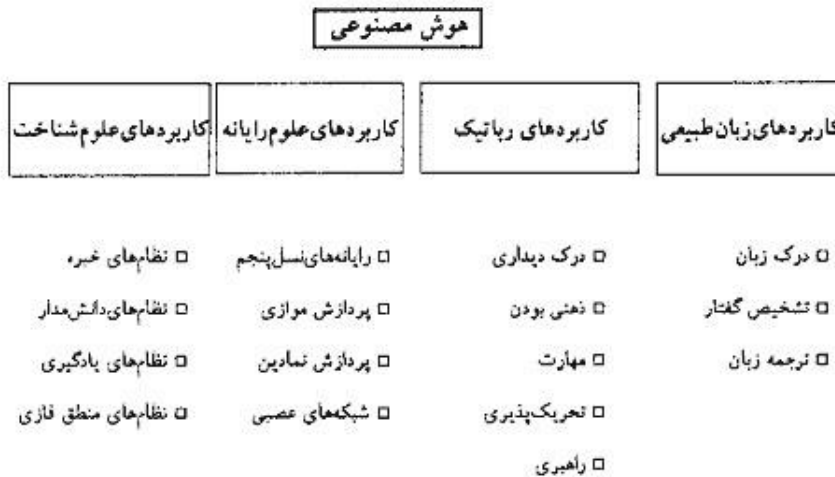 هوش مصنوعی
کاربردهای زبان طبیعی
کاربردهای رباتیک
کاربردهای علوم رایانه
کاربردهای علوم شناخت
□ درک زبان
□ تشخیص گفتار
□ ترجمه زبان
□ درک دیداری
□ ذهنی بودن
□ مهارت
□ تحریک‌پذیری
□ راهبری
□ رایانه‌های نسل پنجم
□ پردازش موازی
□ پردازش نمادین
□ شبکه‌های عصبی
□ نظام‌های خبره
□ نظام‌های دانش‌مدار
□ نظام‌های یادگیری
□ نظام‌های منطق فازی